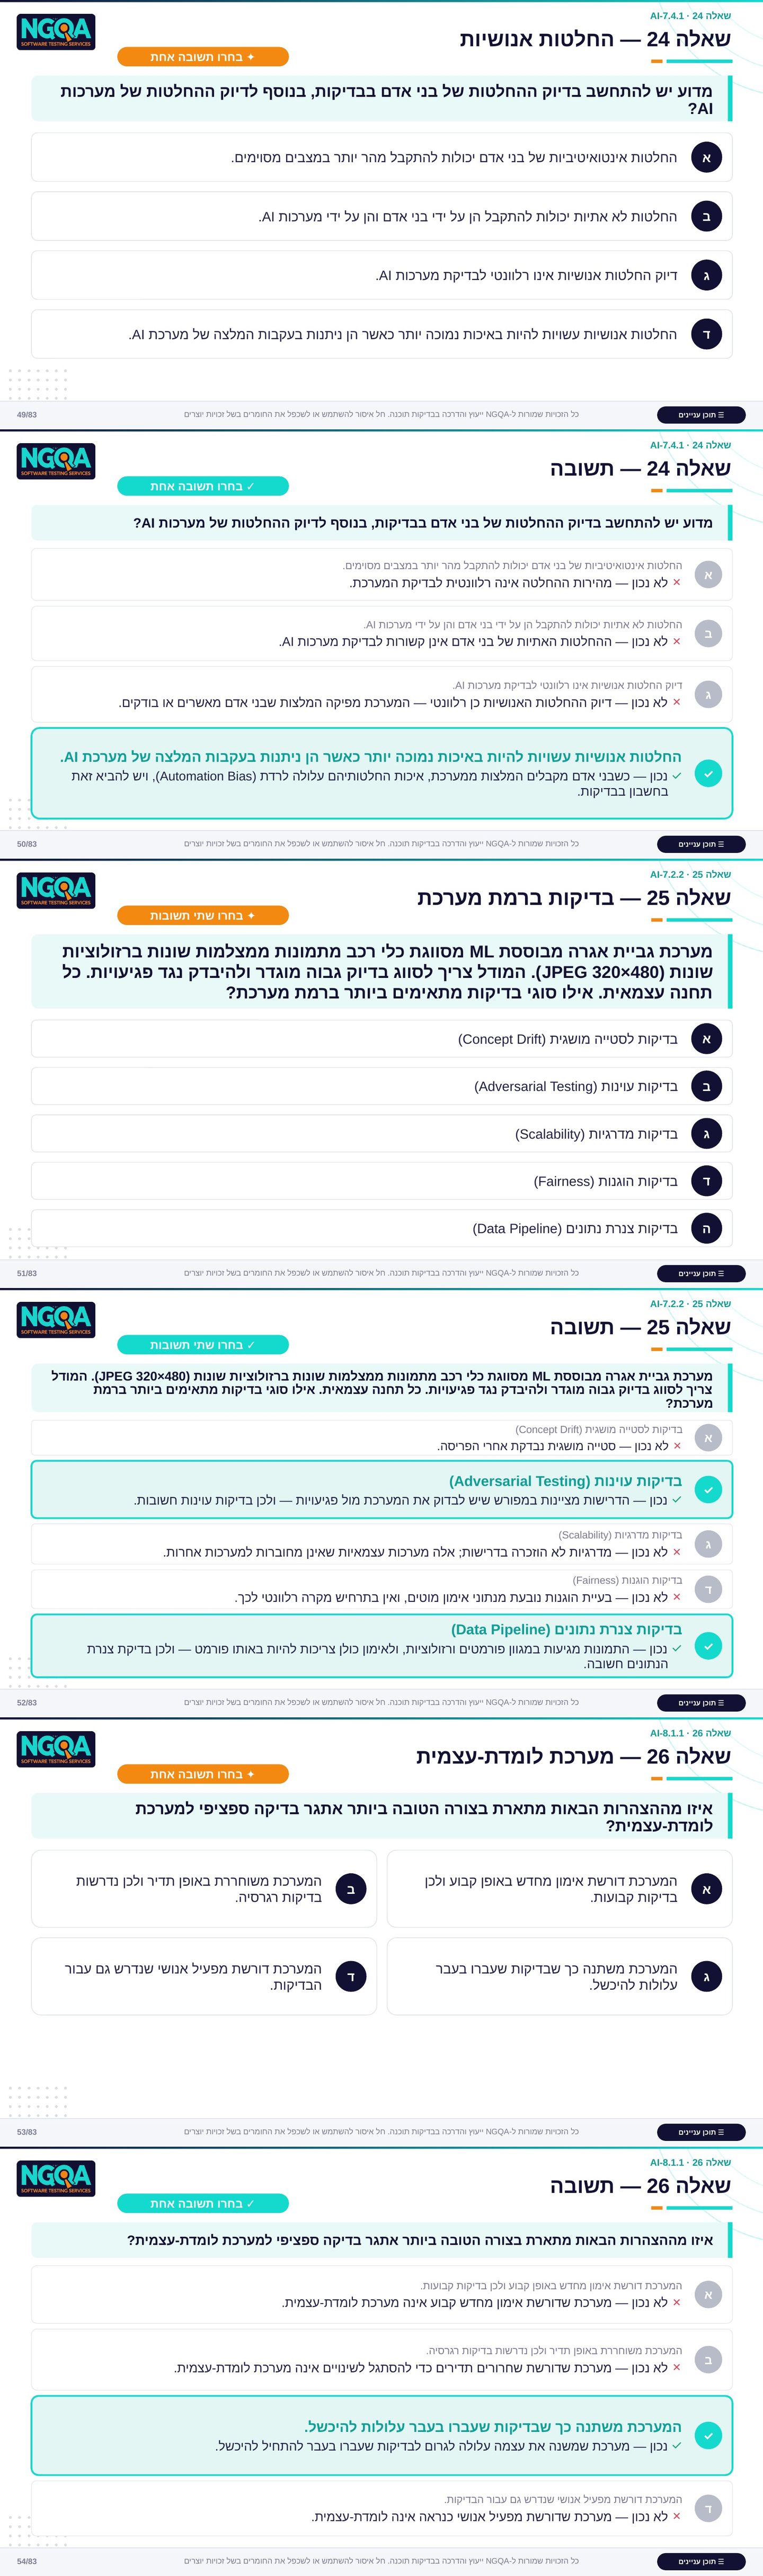 שאלה 24 · AI-7.4.1
שאלה 24 — החלטות אנושיות
NGQA
SOFTWARE TESTING SERVICES
✦ בחרו תשובה אחת
מדוע יש להתחשב בדיוק ההחלטות של בני אדם בבדיקות, בנוסף לדיוק ההחלטות של מערכות
AI?
א
החלטות אינטואיטיביות של בני אדם יכולות להתקבל מהר יותר במצבים מסוימים.
ב
החלטות לא אתיות יכולות להתקבל הן על ידי בני אדם והן על ידי מערכות AI.
ג
דיוק החלטות אנושיות אינו רלוונטי לבדיקת מערכות AI.
ד
החלטות אנושיות עשויות להיות באיכות נמוכה יותר כאשר הן ניתנות בעקבות המלצה של מערכת AI.
☰ תוכן עניינים
כל הזכויות שמורות ל-NGQA ייעוץ והדרכה בבדיקות תוכנה. חל איסור להשתמש או לשכפל את החומרים בשל זכויות יוצרים
49/83
שאלה 24 · AI-7.4.1
שאלה 24 — תשובה
NGQA
SOFTWARE TESTING SERVICES
✓ בחרו תשובה אחת
מדוע יש להתחשב בדיוק ההחלטות של בני אדם בבדיקות, בנוסף לדיוק ההחלטות של מערכות AI?
א
החלטות אינטואיטיביות של בני אדם יכולות להתקבל מהר יותר במצבים מסוימים.
✕ לא נכון — מהירות ההחלטה אינה רלוונטית לבדיקת המערכת.
ב
החלטות לא אתיות יכולות להתקבל הן על ידי בני אדם והן על ידי מערכות AI.
✕ לא נכון — ההחלטות האתיות של בני אדם אינן קשורות לבדיקת מערכות AI.
ג
דיוק החלטות אנושיות אינו רלוונטי לבדיקת מערכות AI.
✕ לא נכון — דיוק ההחלטות האנושיות כן רלוונטי — המערכת מפיקה המלצות שבני אדם מאשרים או בודקים.
✓
החלטות אנושיות עשויות להיות באיכות נמוכה יותר כאשר הן ניתנות בעקבות המלצה של מערכת AI.
✓ נכון — כשבני אדם מקבלים המלצות ממערכת, איכות החלטותיהם עלולה לרדת (Automation Bias), ויש להביא זאת
בחשבון בבדיקות.
☰ תוכן עניינים
כל הזכויות שמורות ל-NGQA ייעוץ והדרכה בבדיקות תוכנה. חל איסור להשתמש או לשכפל את החומרים בשל זכויות יוצרים
50/83
שאלה 25 · AI-7.2.2
שאלה 25 — בדיקות ברמת מערכת
NGQA
SOFTWARE TESTING SERVICES
✦ בחרו שתי תשובות
מערכת גביית אגרה מבוססת ML מסווגת כלי רכב מתמונות ממצלמות שונות ברזולוציות
שונות (JPEG 320×480). המודל צריך לסווג בדיוק גבוה מוגדר ולהיבדק נגד פגיעויות. כל
תחנה עצמאית. אילו סוגי בדיקות מתאימים ביותר ברמת מערכת?
א
בדיקות לסטייה מושגית (Concept Drift)
ב
בדיקות עוינות (Adversarial Testing)
ג
בדיקות מדרגיות (Scalability)
ד
בדיקות הוגנות (Fairness)
ה
בדיקות צנרת נתונים (Data Pipeline)
☰ תוכן עניינים
כל הזכויות שמורות ל-NGQA ייעוץ והדרכה בבדיקות תוכנה. חל איסור להשתמש או לשכפל את החומרים בשל זכויות יוצרים
51/83
שאלה 25 · AI-7.2.2
שאלה 25 — תשובה
NGQA
SOFTWARE TESTING SERVICES
✓ בחרו שתי תשובות
מערכת גביית אגרה מבוססת ML מסווגת כלי רכב מתמונות ממצלמות שונות ברזולוציות שונות (JPEG 320×480). המודל
צריך לסווג בדיוק גבוה מוגדר ולהיבדק נגד פגיעויות. כל תחנה עצמאית. אילו סוגי בדיקות מתאימים ביותר ברמת
מערכת?
א
בדיקות לסטייה מושגית (Concept Drift)
✕ לא נכון — סטייה מושגית נבדקת אחרי הפריסה.
✓
בדיקות עוינות (Adversarial Testing)
✓ נכון — הדרישות מציינות במפורש שיש לבדוק את המערכת מול פגיעויות — ולכן בדיקות עוינות חשובות.
ג
בדיקות מדרגיות (Scalability)
✕ לא נכון — מדרגיות לא הוזכרה בדרישות; אלה מערכות עצמאיות שאינן מחוברות למערכות אחרות.
ד
בדיקות הוגנות (Fairness)
✕ לא נכון — בעיית הוגנות נובעת מנתוני אימון מוטים, ואין בתרחיש מקרה רלוונטי לכך.
✓
בדיקות צנרת נתונים (Data Pipeline)
✓ נכון — התמונות מגיעות במגוון פורמטים ורזולוציות, ולאימון כולן צריכות להיות באותו פורמט — ולכן בדיקת צנרת
הנתונים חשובה.
☰ תוכן עניינים
כל הזכויות שמורות ל-NGQA ייעוץ והדרכה בבדיקות תוכנה. חל איסור להשתמש או לשכפל את החומרים בשל זכויות יוצרים
52/83
שאלה 26 · AI-8.1.1
שאלה 26 — מערכת לומדת-עצמית
NGQA
SOFTWARE TESTING SERVICES
✦ בחרו תשובה אחת
איזו מההצהרות הבאות מתארת בצורה הטובה ביותר אתגר בדיקה ספציפי למערכת
לומדת-עצמית?
א
המערכת דורשת אימון מחדש באופן קבוע ולכן
בדיקות קבועות.
ב
המערכת משוחררת באופן תדיר ולכן נדרשות
בדיקות רגרסיה.
ג
המערכת משתנה כך שבדיקות שעברו בעבר
עלולות להיכשל.
ד
המערכת דורשת מפעיל אנושי שנדרש גם עבור
הבדיקות.
☰ תוכן עניינים
כל הזכויות שמורות ל-NGQA ייעוץ והדרכה בבדיקות תוכנה. חל איסור להשתמש או לשכפל את החומרים בשל זכויות יוצרים
53/83
שאלה 26 · AI-8.1.1
שאלה 26 — תשובה
NGQA
SOFTWARE TESTING SERVICES
✓ בחרו תשובה אחת
איזו מההצהרות הבאות מתארת בצורה הטובה ביותר אתגר בדיקה ספציפי למערכת לומדת-עצמית?
א
המערכת דורשת אימון מחדש באופן קבוע ולכן בדיקות קבועות.
✕ לא נכון — מערכת שדורשת אימון מחדש קבוע אינה מערכת לומדת-עצמית.
ב
המערכת משוחררת באופן תדיר ולכן נדרשות בדיקות רגרסיה.
✕ לא נכון — מערכת שדורשת שחרורים תדירים כדי להסתגל לשינויים אינה מערכת לומדת-עצמית.
✓
המערכת משתנה כך שבדיקות שעברו בעבר עלולות להיכשל.
✓ נכון — מערכת שמשנה את עצמה עלולה לגרום לבדיקות שעברו בעבר להתחיל להיכשל.
ד
המערכת דורשת מפעיל אנושי שנדרש גם עבור הבדיקות.
✕ לא נכון — מערכת שדורשת מפעיל אנושי כנראה אינה לומדת-עצמית.
☰ תוכן עניינים
כל הזכויות שמורות ל-NGQA ייעוץ והדרכה בבדיקות תוכנה. חל איסור להשתמש או לשכפל את החומרים בשל זכויות יוצרים
54/83